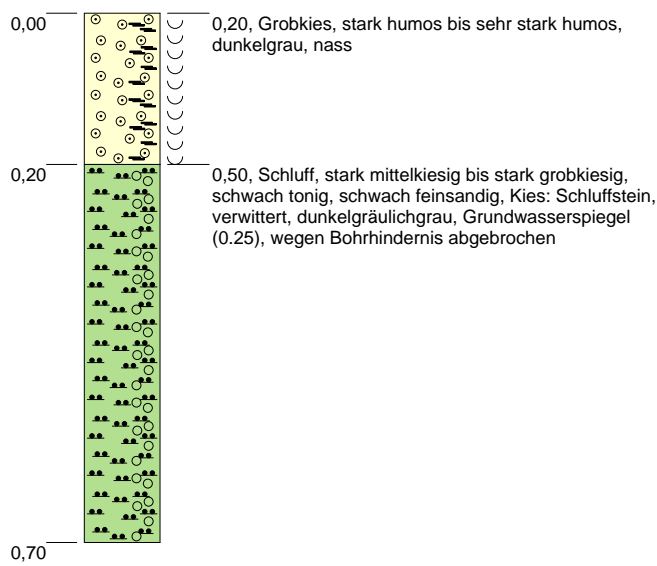 0,00
0,20, Grobkies, stark humos bis sehr stark humos,
dunkelgrau, nass
0,20
0,50, Schluff, stark mittelkiesig bis stark grobkiesig,
schwach tonig, schwach feinsandig, Kies: Schluffstein,
verwittert, dunkelgräulichgrau, Grundwasserspiegel
(0.25), wegen Bohrhindernis abgebrochen
0,70